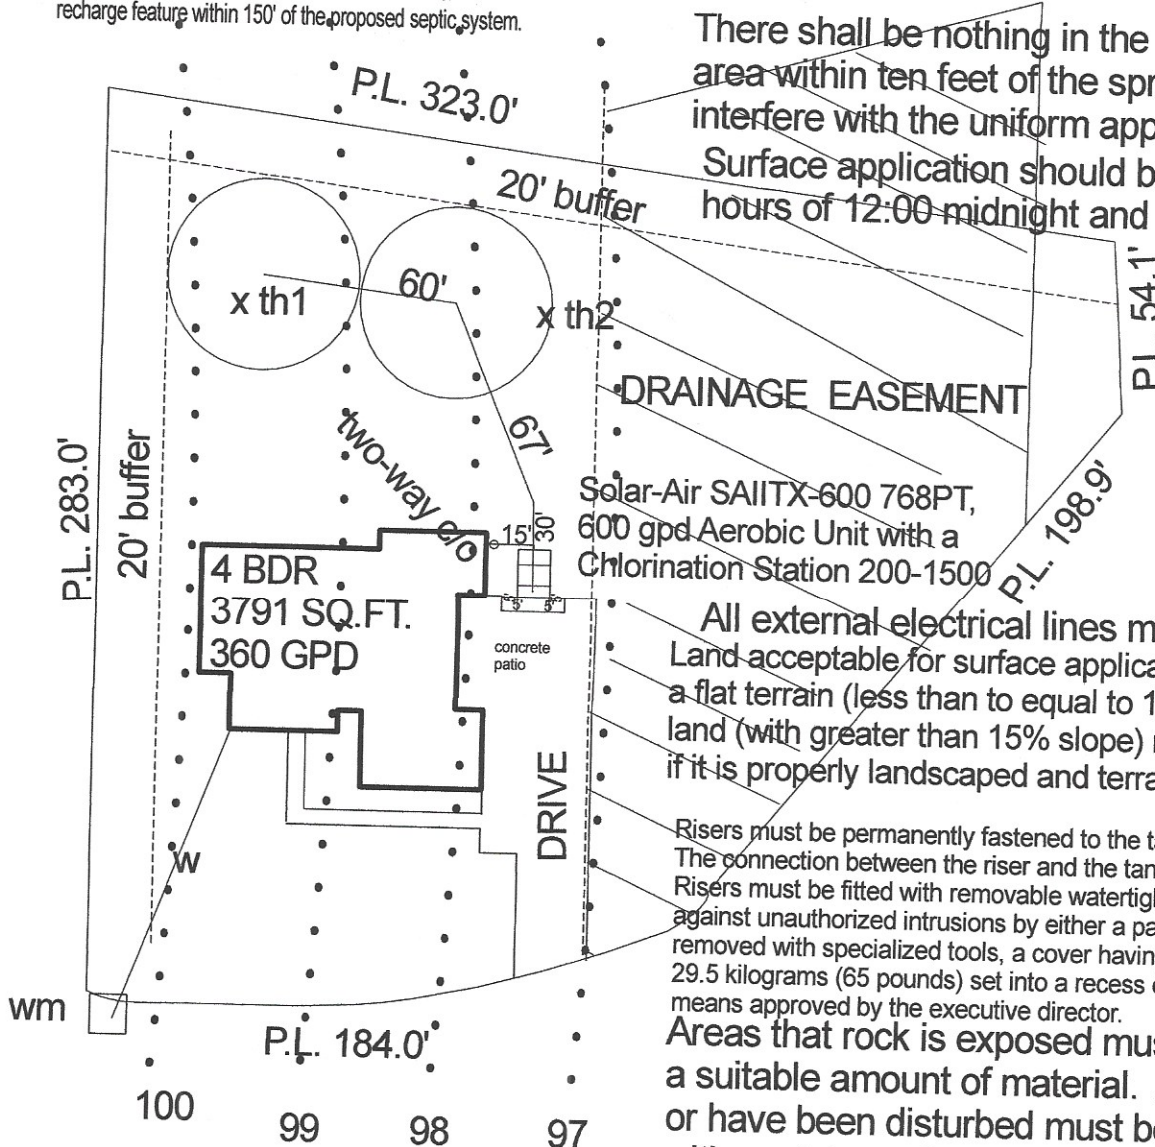 recharge feature within 150' of the proposed septic system.
There shall be nothing in the
area within ten feet of the spr
interfere with the uniform app
Surface application should b
hours of 12:00 midnight and
P.L. 323.0'
20' buffer
P.L. 54.1'
60'
x th1
x th2
DRAINAGE EASEMENT
67'
two-way c/o
P.L. 283.0'
20' buffer
Solar-Air SAIITX-600 768PT,
600 gpd Aerobic Unit with a
Chlorination Station 200-1500
15'
30'
P.L. 198.9'
4 BDR
3791 SQ.FT.
360 GPD
5'
5'
concrete
patio
All external electrical lines m
Land acceptable for surface applica
a flat terrain (less than to equal to 1
land (with greater than 15% slope)
if it is properly landscaped and terra
DRIVE
Risers must be permanently fastened to the ta
The connection between the riser and the tan
Risers must be fitted with removable watertigh
against unauthorized intrusions by either a pa
removed with specialized tools, a cover havin
29.5 kilograms (65 pounds) set into a recess
means approved by the executive director.
w
wm
P.L. 184.0'
Areas that rock is exposed mus
a suitable amount of material.
or have been disturbed must be
100
99
98
97